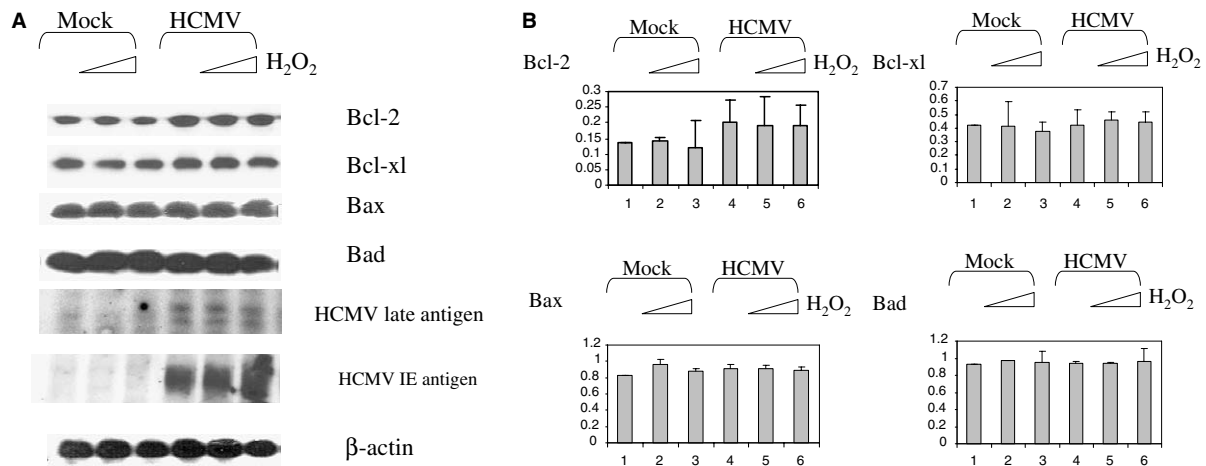 A
Mock HCMV
H2O2
Bcl-2
Bcl-xl
Bax
Bad
HCMV late antigen
HCMV IE antigen
β-actin
B
Mock HCMV
Bcl-2 H2O2
0.3
0.25
0.2
0.15
0.1
0.05
0
1 2 3 4 5 6
Mock HCMV
Bcl-xl H2O2
0.7
0.6
0.5
0.4
0.3
0.2
0.1
0
1 2 3 4 5 6
Mock HCMV
Bax H2O2
1.2
1
0.8
0.6
0.4
0.2
0
1 2 3 4 5 6
Mock HCMV
Bad H2O2
1.2
1
0.8
0.6
0.4
0.2
0
1 2 3 4 5 6